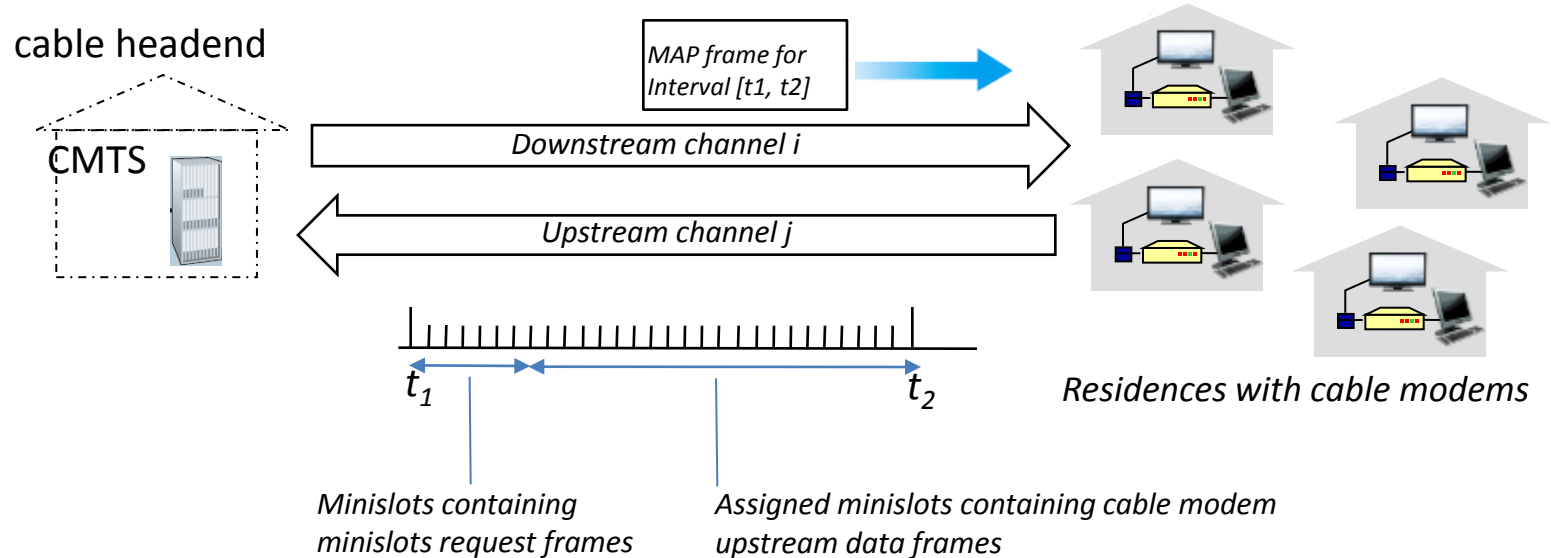 cable headend
MAP frame for
Interval [t1, t2]
CMTS
Downstream channel i
Upstream channel j
t1
t2
Residences with cable modems
Minislots containing
minislots request frames
Assigned minislots containing cable modem
upstream data frames